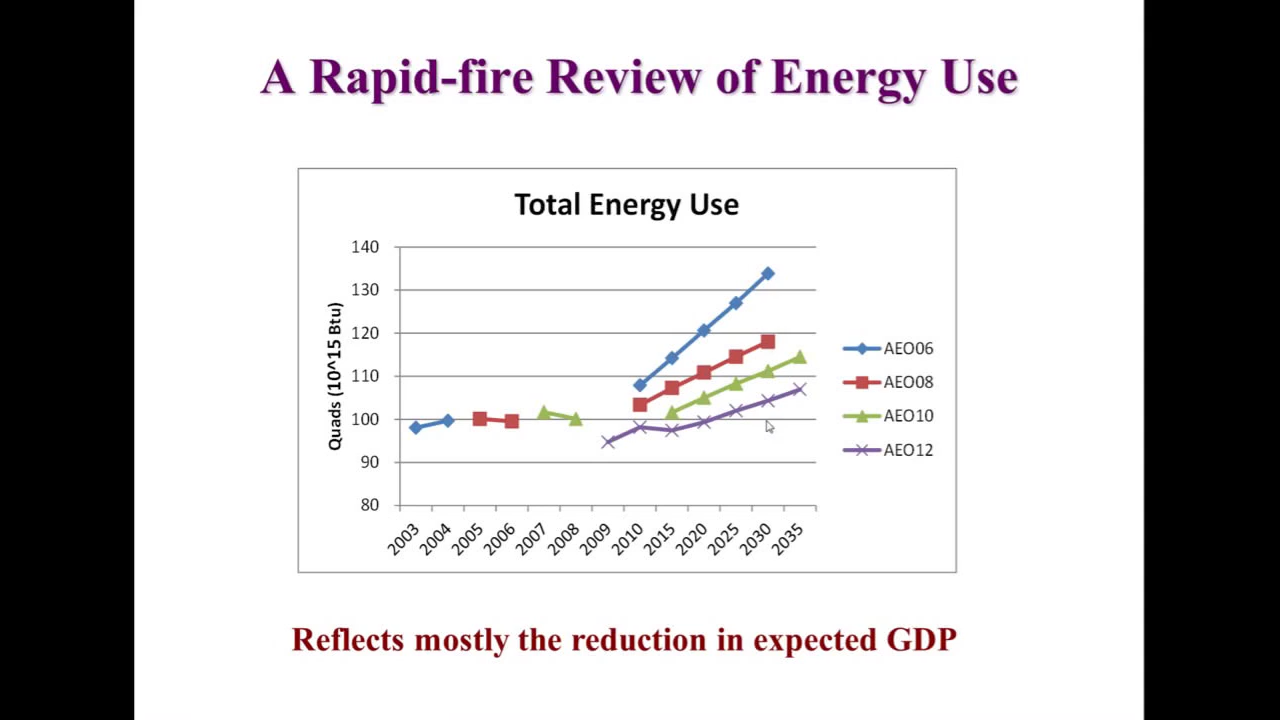 A Rapid-fire Review of Energy Use
Total Energy Use
140
130
120
110
100
90
80
Quads (10^15 Btu)
2003
2004
2005
2006
2007
2008
2009
2010
2015
2020
2025
2030
2035
AEO06
AEO08
AEO10
AEO12
Reflects mostly the reduction in expected GDP